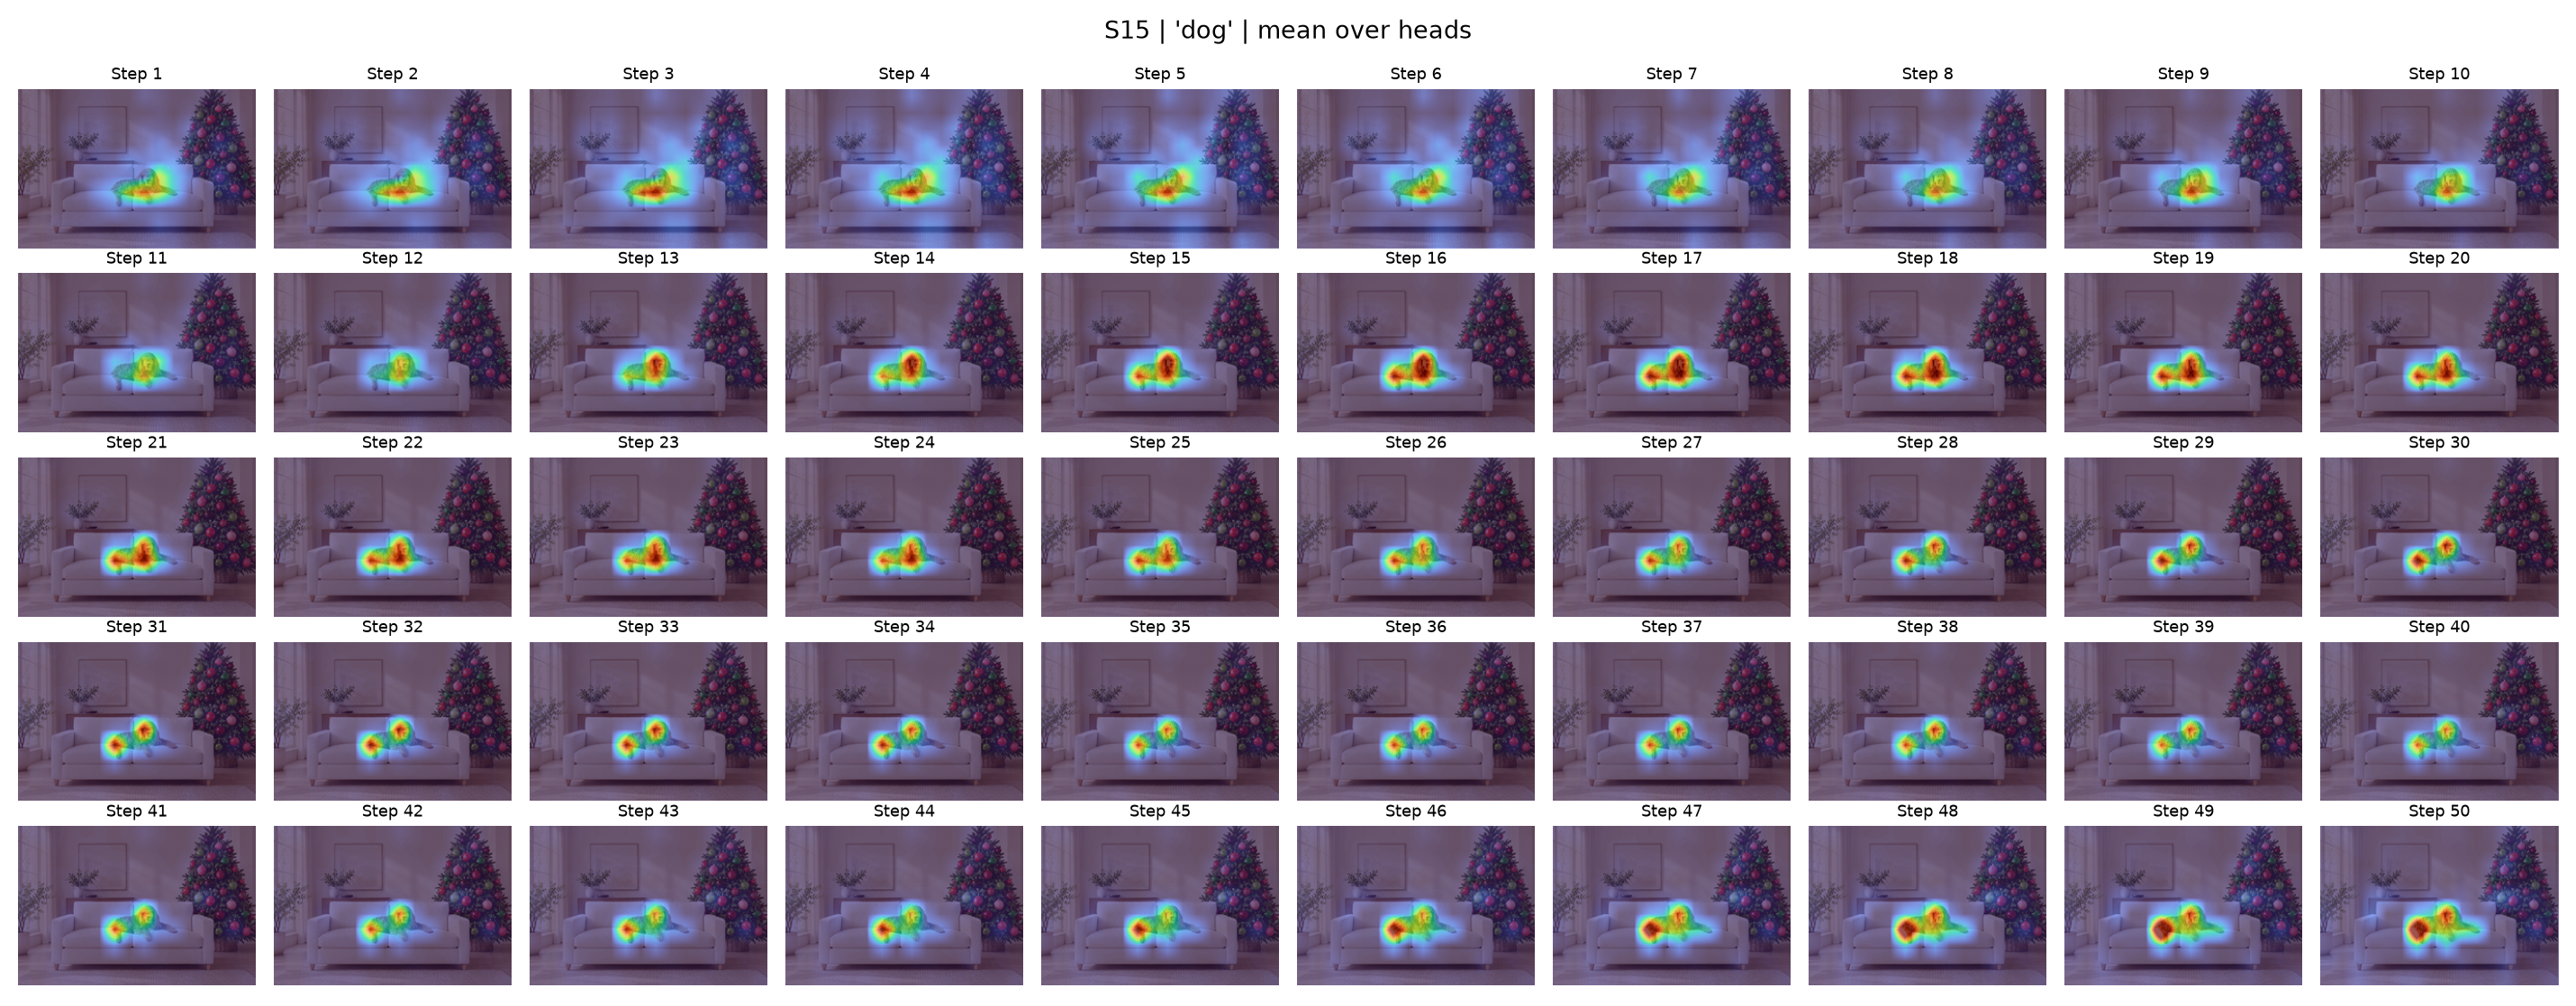 S15 | 'dog' | mean over heads
Step 1 Step 2 Step 3 Step 4 Step 5 Step 6 Step 7 Step 8 Step 9 Step 10
Step 11 Step 12 Step 13 Step 14 Step 15 Step 16 Step 17 Step 18 Step 19 Step 20
Step 21 Step 22 Step 23 Step 24 Step 25 Step 26 Step 27 Step 28 Step 29 Step 30
Step 31 Step 32 Step 33 Step 34 Step 35 Step 36 Step 37 Step 38 Step 39 Step 40
Step 41 Step 42 Step 43 Step 44 Step 45 Step 46 Step 47 Step 48 Step 49 Step 50